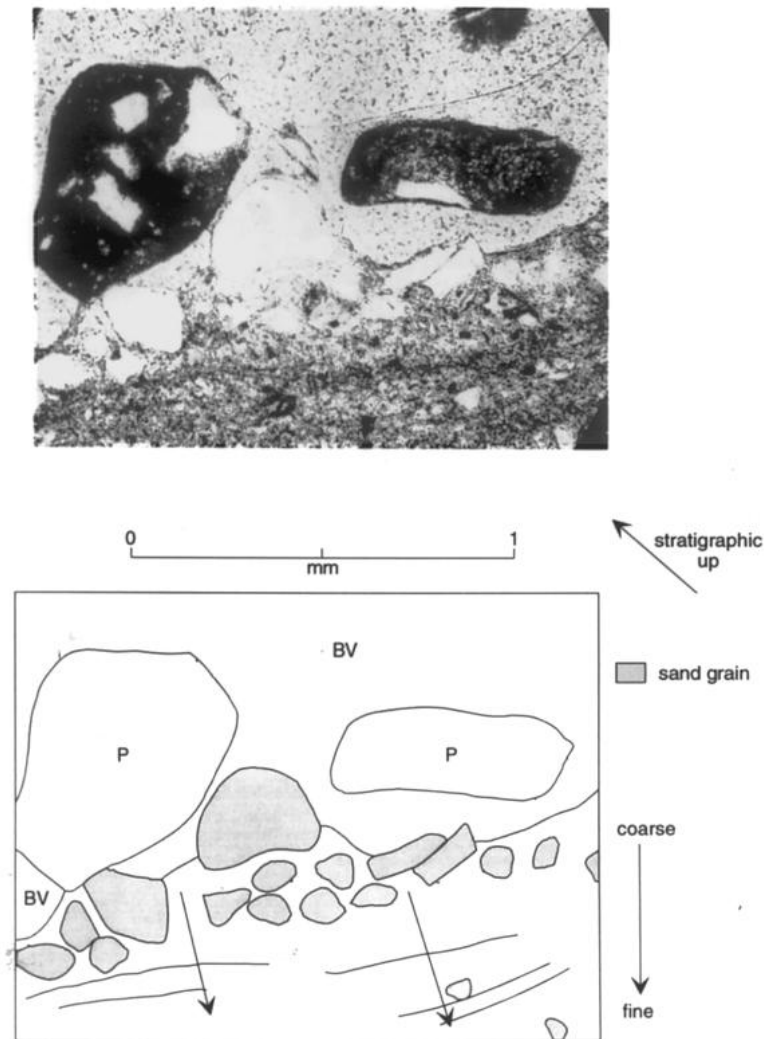 0
1
mm
stratigraphic
up
BV
sand grain
P
P
coarse
BV
fine